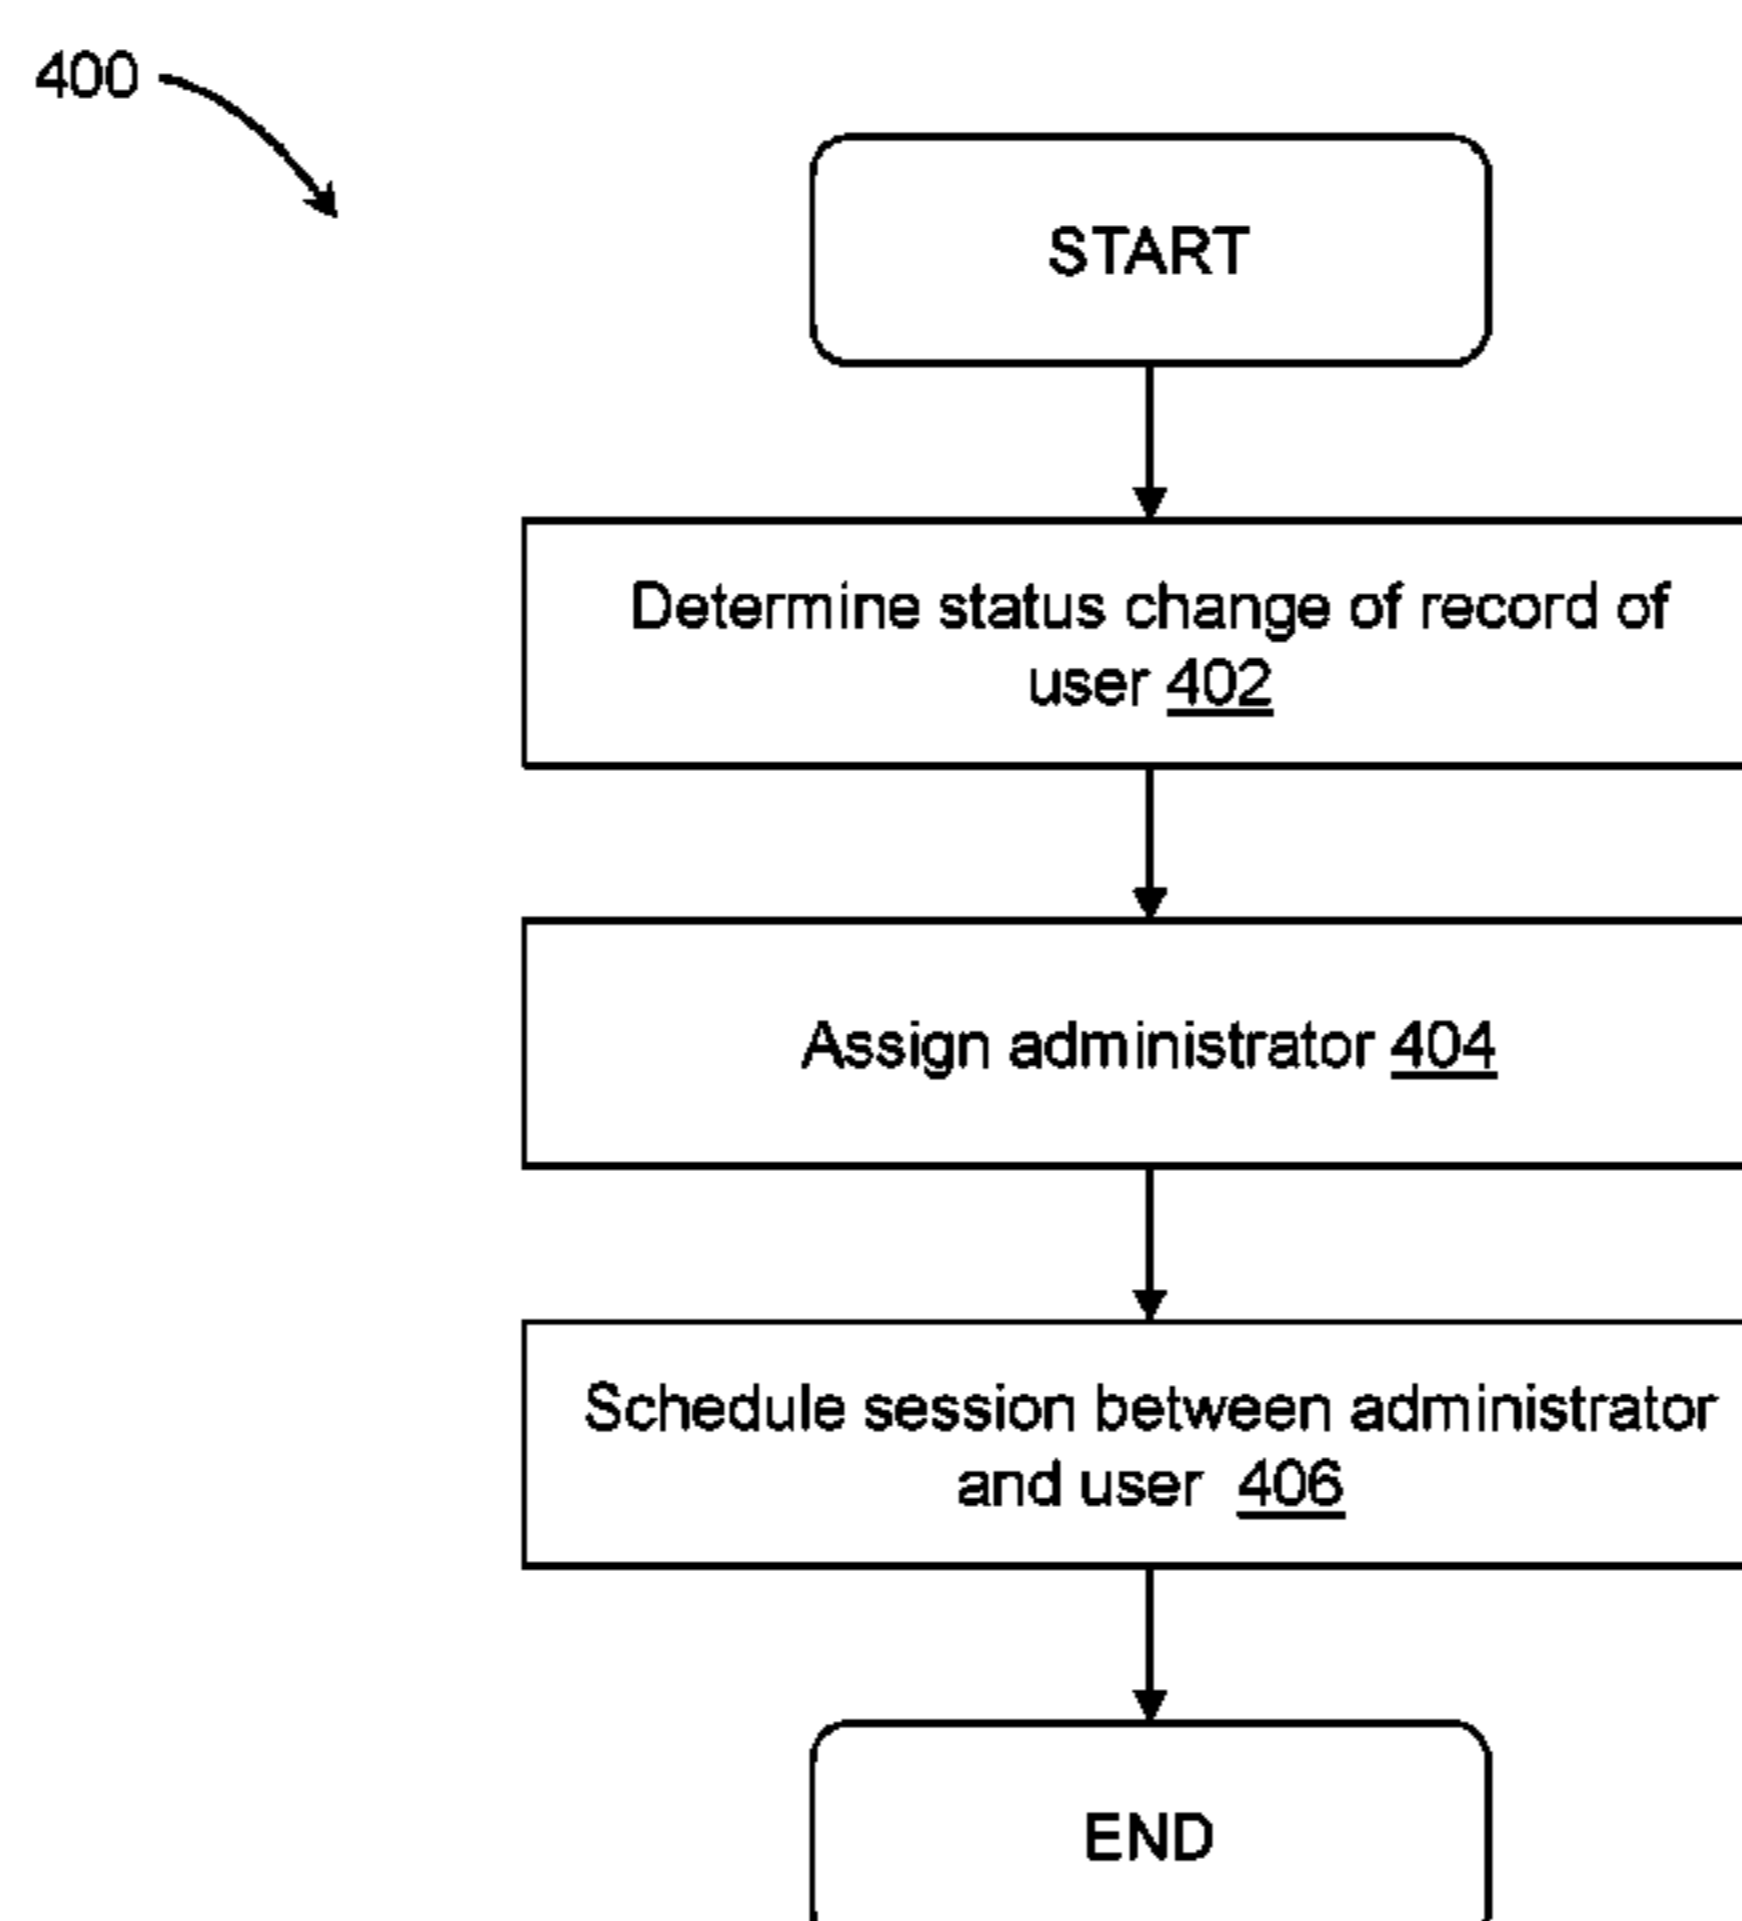 400
START
Determine status change of record of
user 402
Assign administrator 404
Schedule session between administrator
and user 406
END